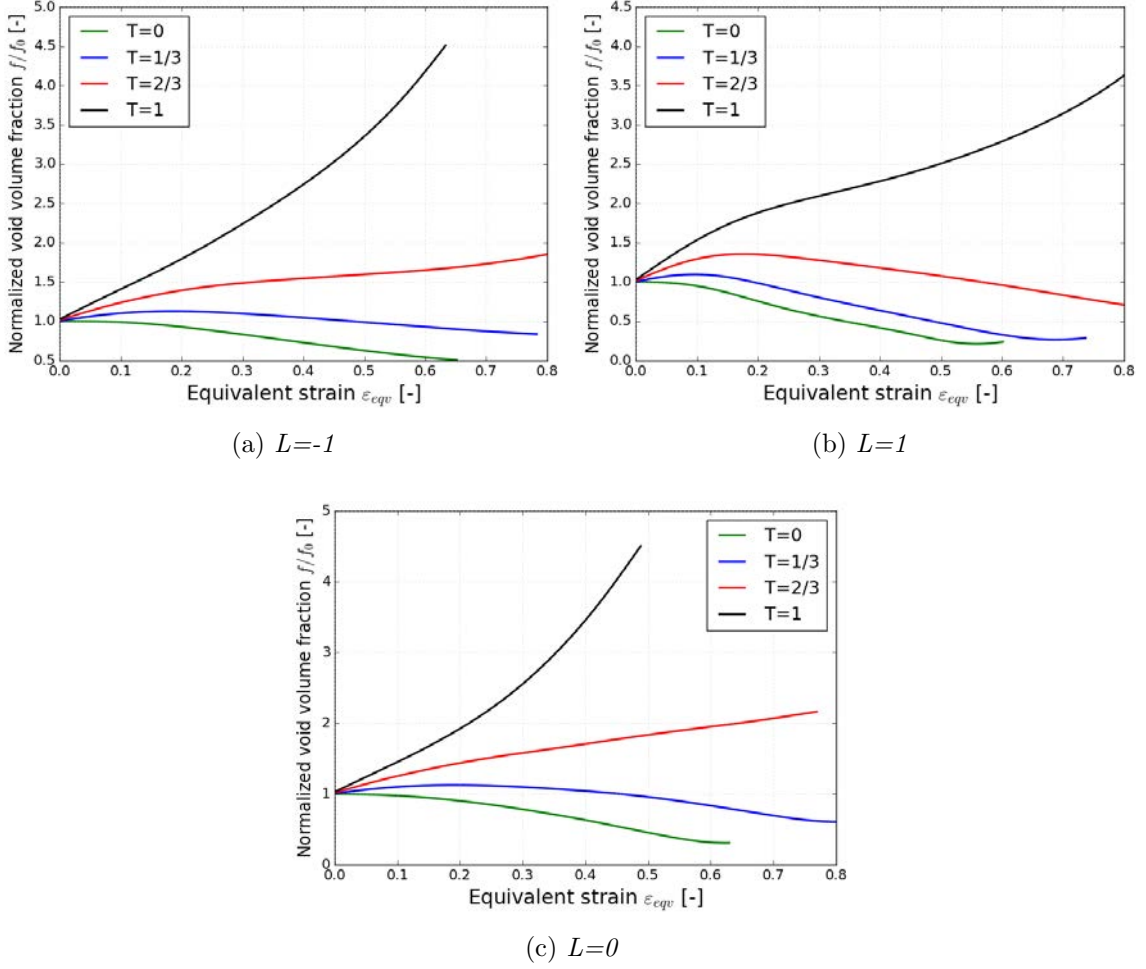 Normalized void volume fraction f/f₀ [-]
5.0
4.5
4.0
3.5
3.0
2.5
2.0
1.5
1.0
0.5
T=0
T=1/3
T=2/3
T=1
0.0 0.1 0.2 0.3 0.4 0.5 0.6 0.7 0.8
Equivalent strain εeqv [-]
(a) L=-1
Normalized void volume fraction f/f₀ [-]
4.5
4.0
3.5
3.0
2.5
2.0
1.5
1.0
0.5
0.0
T=0
T=1/3
T=2/3
T=1
0.0 0.1 0.2 0.3 0.4 0.5 0.6 0.7 0.8
Equivalent strain εeqv [-]
(b) L=1
Normalized void volume fraction f/f₀ [-]
5
4
3
2
1
0
T=0
T=1/3
T=2/3
T=1
0.0 0.1 0.2 0.3 0.4 0.5 0.6 0.7 0.8
Equivalent strain εeqv [-]
(c) L=0